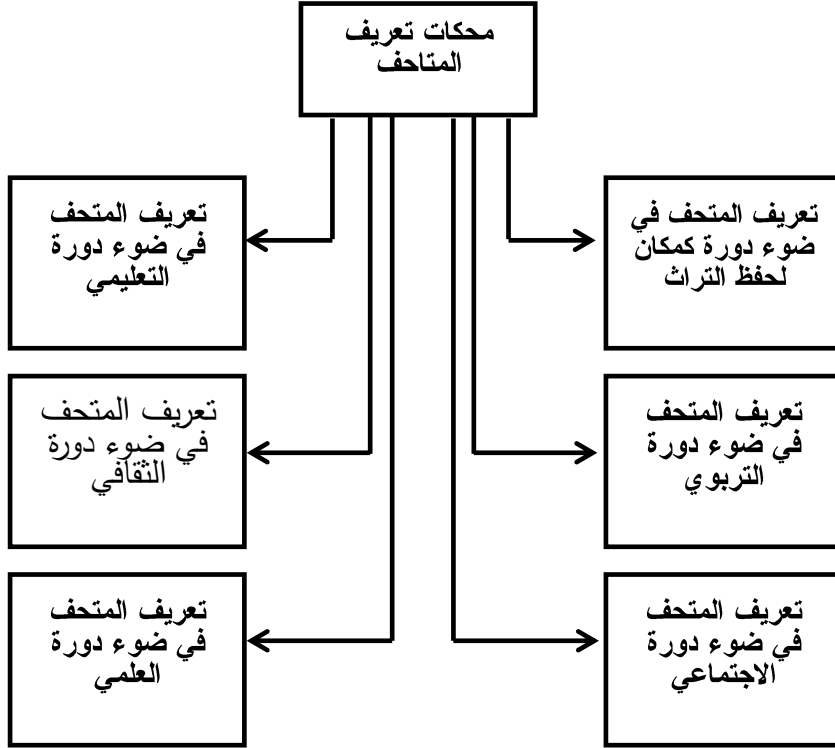 محكات تعريف
المتاحف
تعريف المتحف في
ضوء دورة كمكان
لحفظ التراث
تعريف المتحف
في ضوء دورة
التعليمي
تعريف المتحف
في ضوء دورة
التربوي
تعريف المتحف
في ضوء دورة
الثقافي
تعريف المتحف
في ضوء دورة
الاجتماعي
تعريف المتحف
في ضوء دورة
العلمي